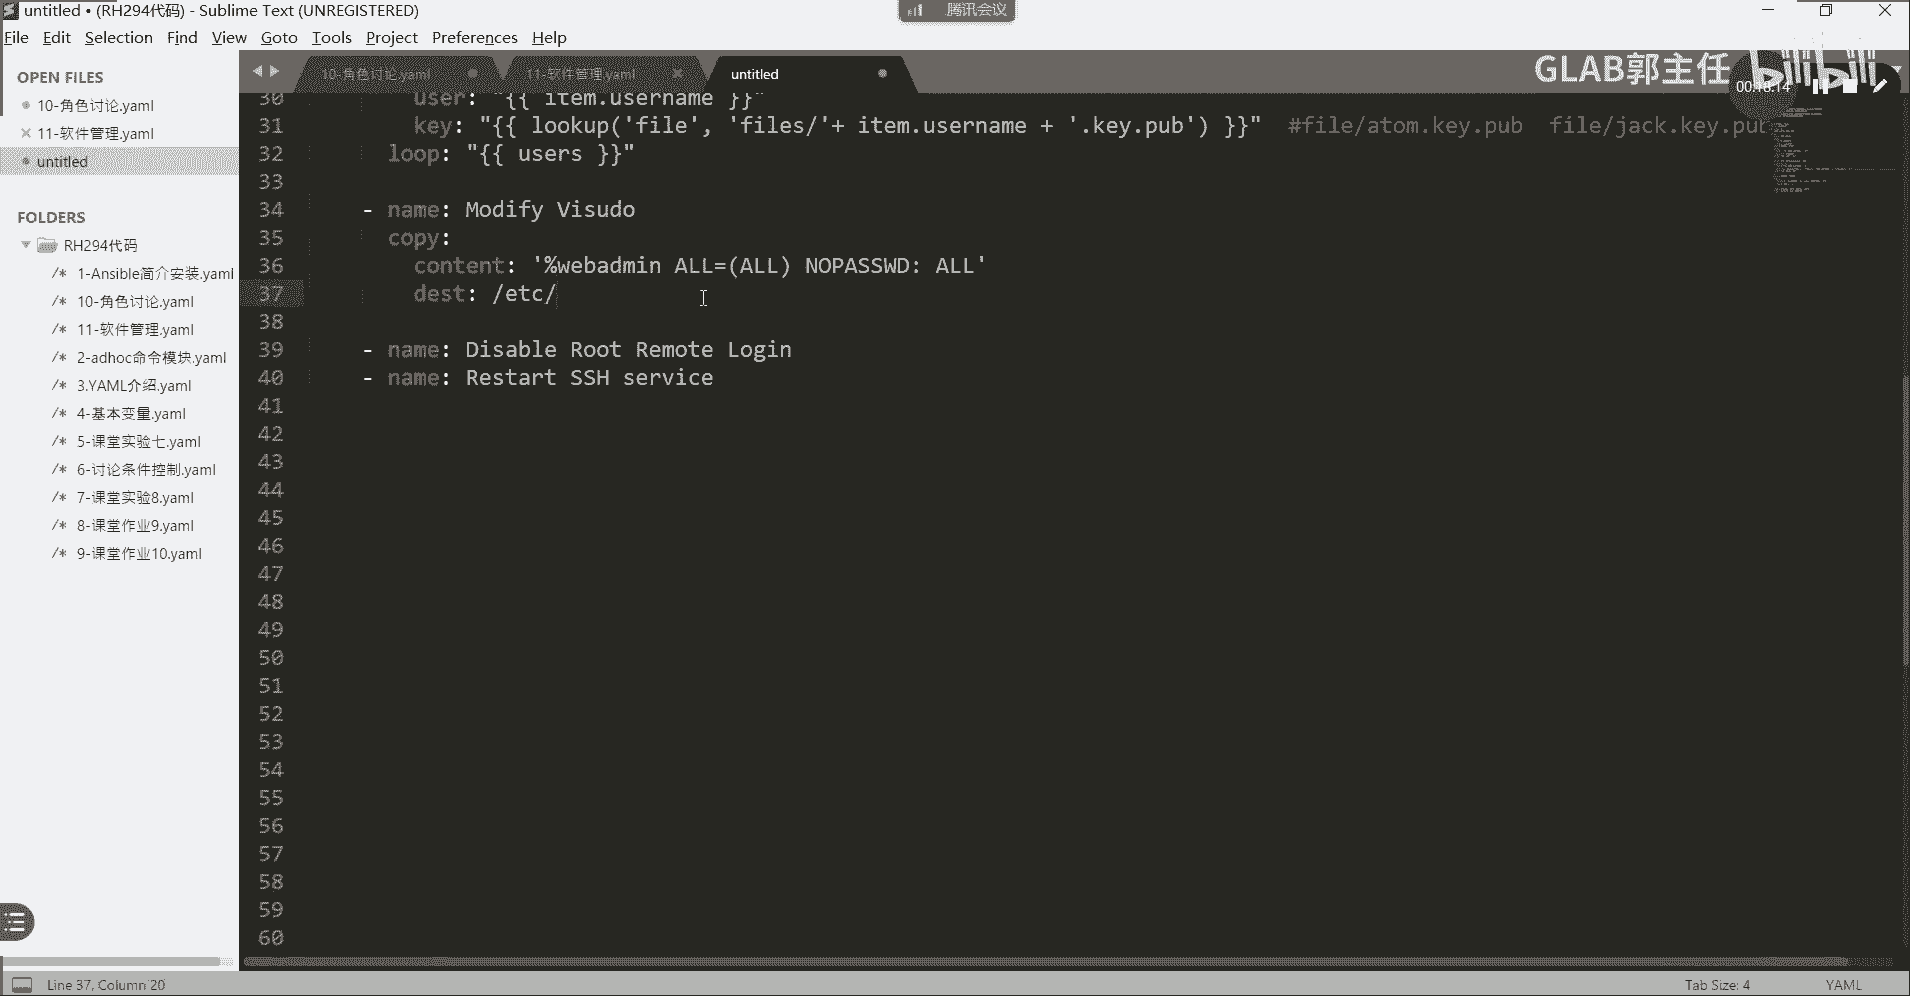 untitled • (RH294代码) - Sublime Text (UNREGISTERED)
腾讯会议
File Edit Selection Find View Goto Tools Project Preferences Help
OPEN FILES
10-角色讨论.yaml
11-软件管理.yaml
untitled
FOLDERS
RH294代码
/* 1-Ansible简介安装.yaml
/* 10-角色讨论.yaml
/* 11-软件管理.yaml
/* 2-adhoc命令模块.yaml
/* 3.YAML介绍.yaml
/* 4-基本变量.yaml
/* 5-课堂实验七.yaml
/* 6-讨论条件控制.yaml
/* 7-课堂实验8.yaml
/* 8-课堂作业9.yaml
/* 9-课堂作业10.yaml
10-角色讨论.yaml 11-软件管理.yaml untitled
GLAB郭主任 bilibili
00:18:14
30 user: "{{ item.username }}"
31 key: "{{ lookup('file', 'files/'+ item.username + '.key.pub') }}" #file/atom.key.pub file/jack.key.pub
32 loop: "{{ users }}"
33
34 - name: Modify Visudo
35 copy:
36 content: '%webadmin ALL=(ALL) NOPASSWD: ALL'
37 dest: /etc/
38
39 - name: Disable Root Remote Login
40 - name: Restart SSH service
41
42
43
44
45
46
47
48
49
50
51
52
53
54
55
56
57
58
59
60
Line 37, Column 20
Tab Size: 4
YAML